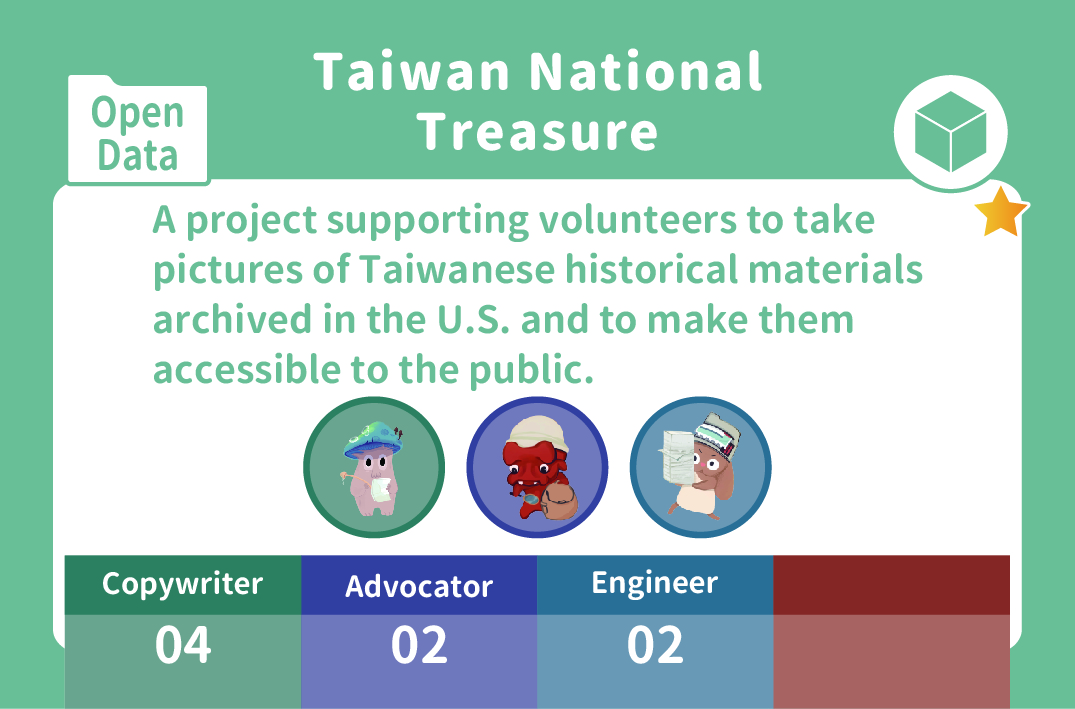 Taiwan National
Treasure
Open
Data
A project supporting volunteers to take
pictures of Taiwanese historical materials
archived in the U.S. and to make them
accessible to the public.
Copywriter
Advocator
Engineer
04
02
02